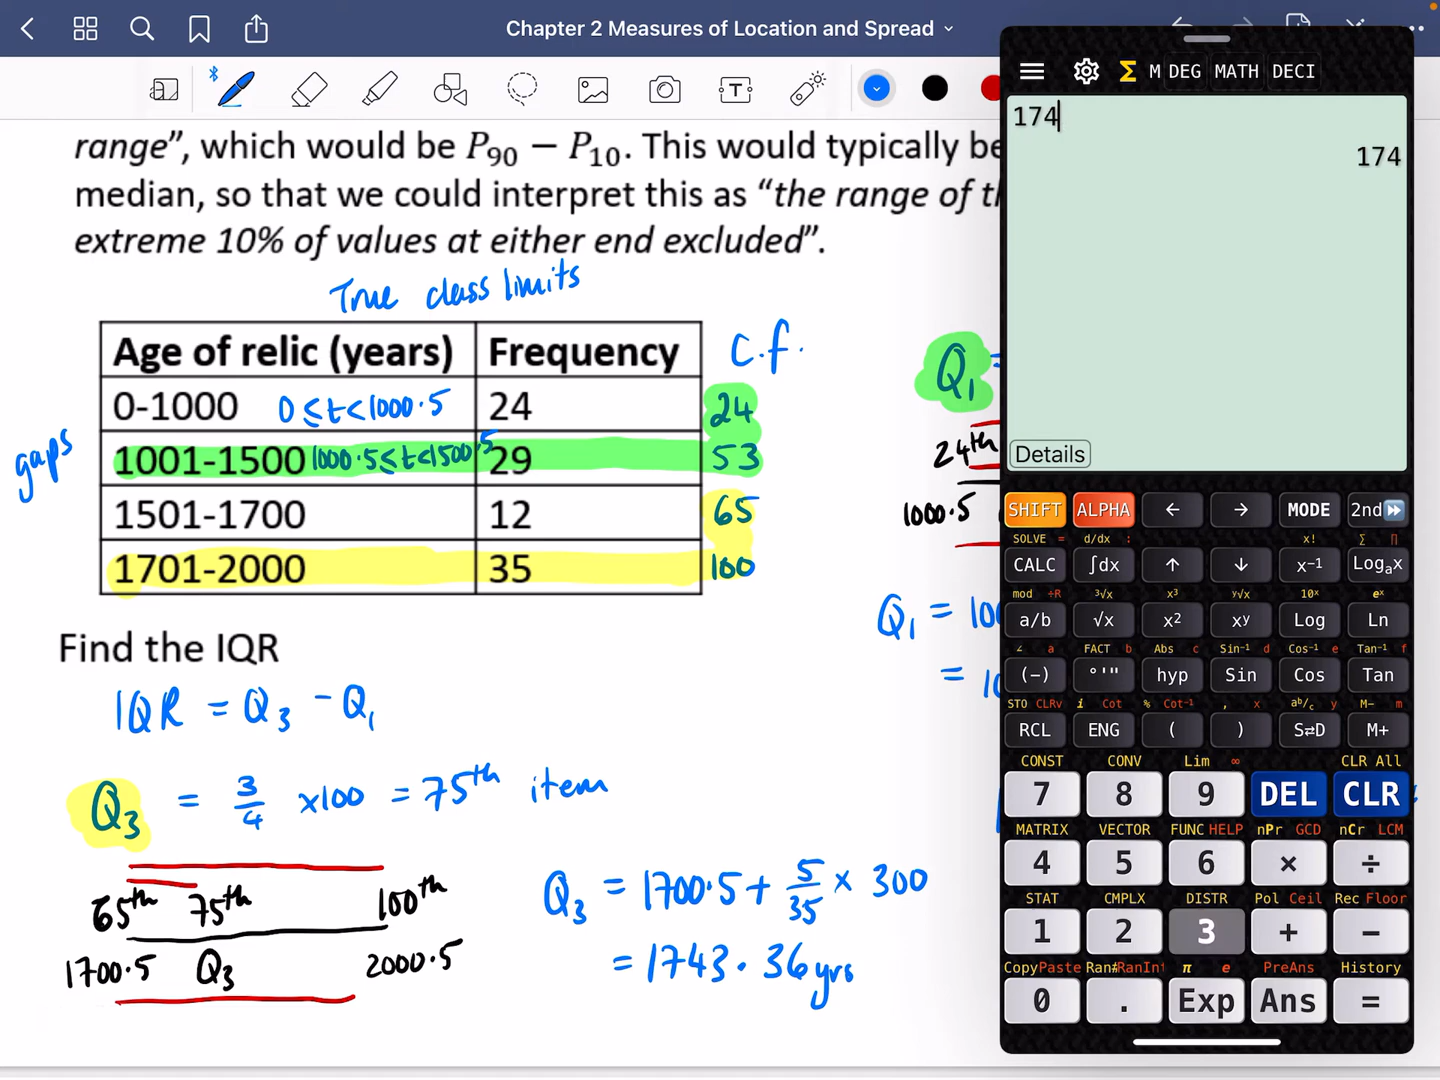 Chapter 2 Measures of Location and Spread
range”, which would be P90 − P10. This would typically be
median, so that we could interpret this as “the range of th
extreme 10% of values at either end excluded”.
True class limits
Age of relic (years) Frequency c.f.
0-1000 0 ≤ t < 1000.5 24 24
gaps
1001-1500 1000.5 ≤ t < 1500.5 29 53
1501-1700 12 65
1701-2000 35 100
Find the IQR
IQR = Q3 - Q1
Q3 = 3/4 ×100 = 75th item
65th 75th 100th
1700.5 Q3 2000.5
Q3 = 1700.5 + 5/35 × 300
= 1743.36 yrs
Q1 =
24th
1000.5
Q1 = 100
= 10
M DEG MATH DECI
174
174
Details
SHIFT ALPHA ← → MODE 2nd
SOLVE = d/dx : x! ∑ ∏
CALC ∫dx ↑ ↓ x−1 Logax
mod ÷R ³√x x³ ʸ√x 10ˣ eˣ
a/b √x x² xʸ Log Ln
∠ a FACT b Abs c Sin⁻¹ d Cos⁻¹ e Tan⁻¹ f
(−) °'" hyp Sin Cos Tan
STO CLRv i Cot % Cot⁻¹ , x aᵇ/c y M− m
RCL ENG ( ) S⇄D M+
CONST CONV Lim ∞ CLR All
7 8 9 DEL CLR
MATRIX VECTOR FUNC HELP nPr GCD nCr LCM
4 5 6 × ÷
STAT CMPLX DISTR Pol Ceil Rec Floor
1 2 3 + −
Copy Paste Ran# RanInt π e PreAns History
0 . Exp Ans =